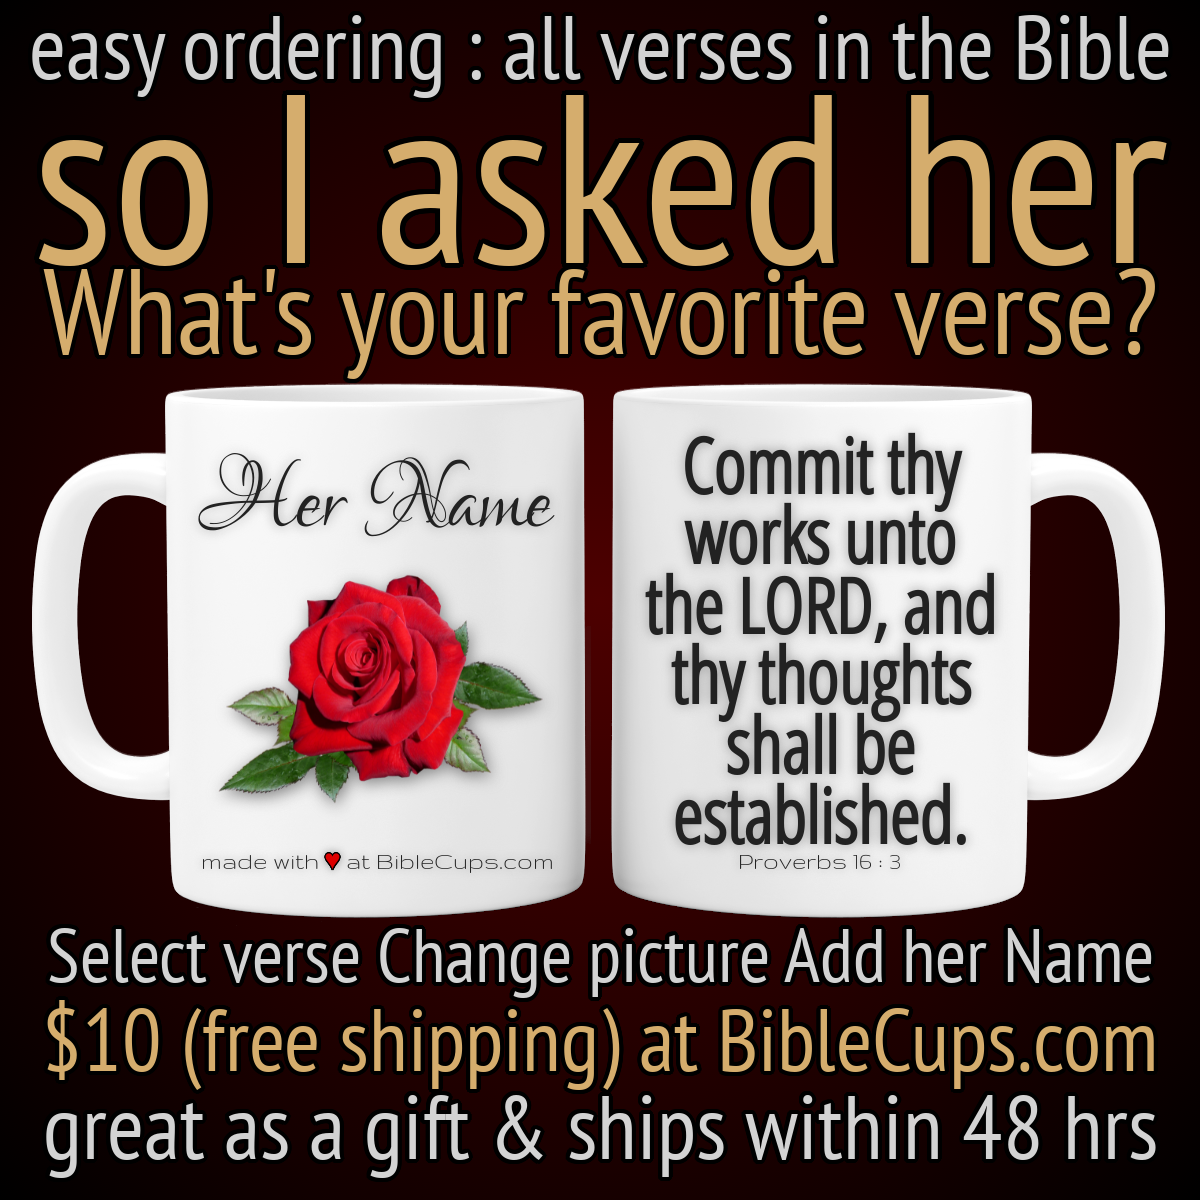 easy ordering : all verses in the Bible
so I asked her
What's your favorite verse?
Her Name
made with at BibleCups.com
Commit thy
works unto
the LORD, and
thy thoughts
shall be
established.
Proverbs 16 : 3
Select verse Change picture Add her Name
$10 (free shipping) at BibleCups.com
great as a gift & ships within 48 hrs